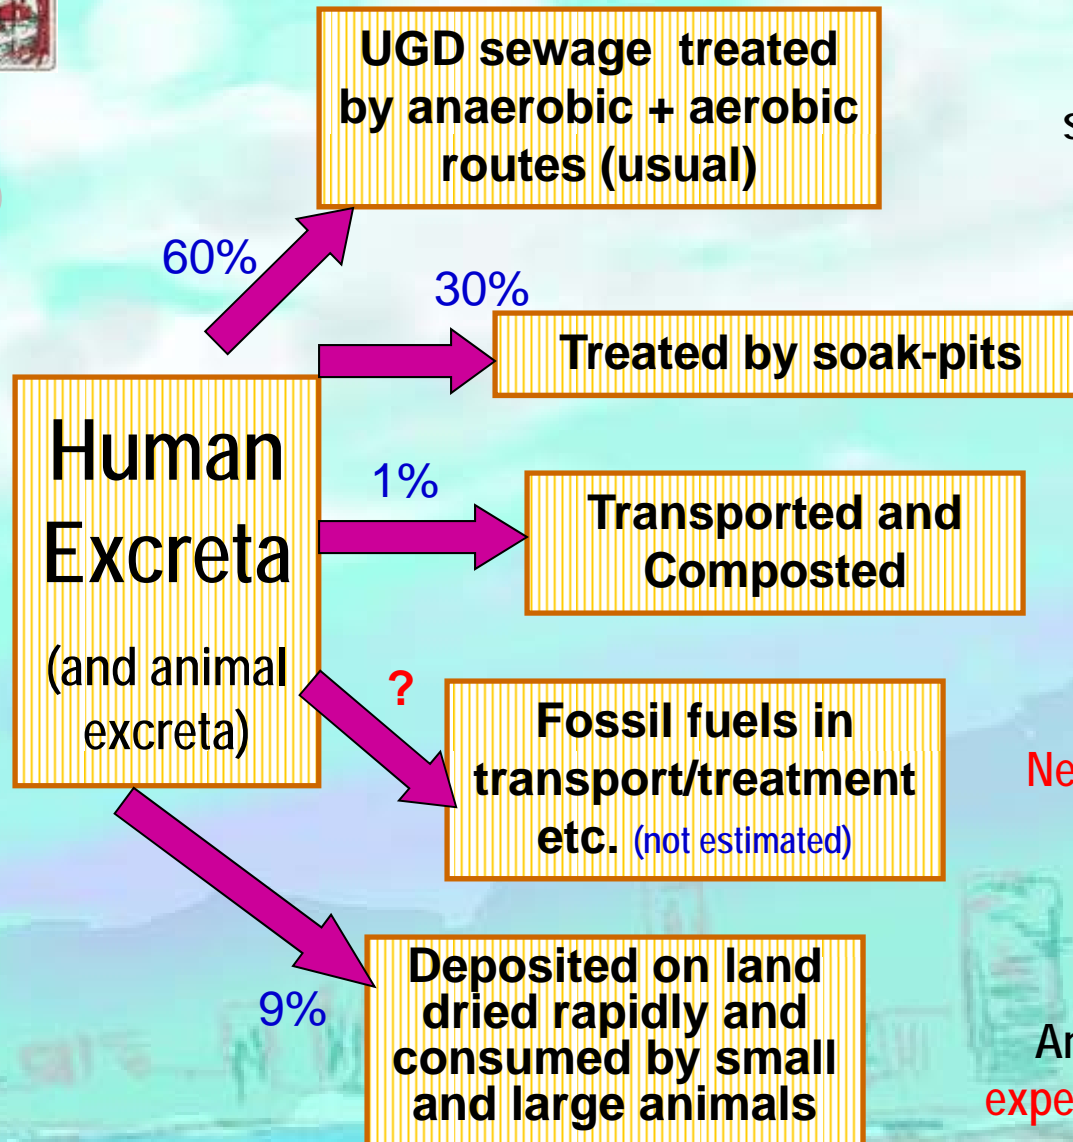 UGD sewage treated
by anaerobic + aerobic
routes (usual)
60%
30%
Treated by soak-pits
Human
Excreta
(and animal
excreta)
1%
Transported and
Composted
?
Fossil fuels in
transport/treatment
etc. (not estimated)
9%
Deposited on land
dried rapidly and
consumed by small
and large animals